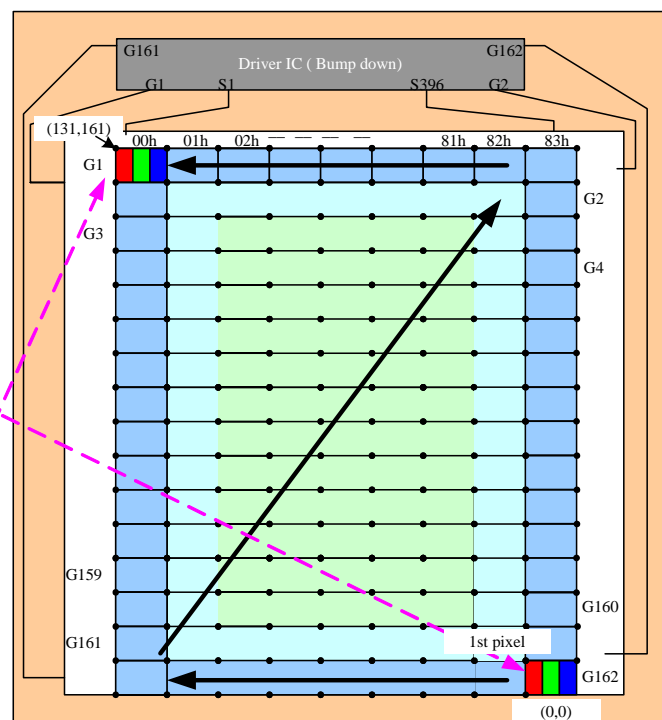 G161 G162
Driver IC ( Bump down)
G1 S1 S396 G2
(131,161)
00h 01h 02h — — — — 81h 82h 83h
G1
G2
G3
G4
G159
G160
G161
1st pixel
G162
(0,0)